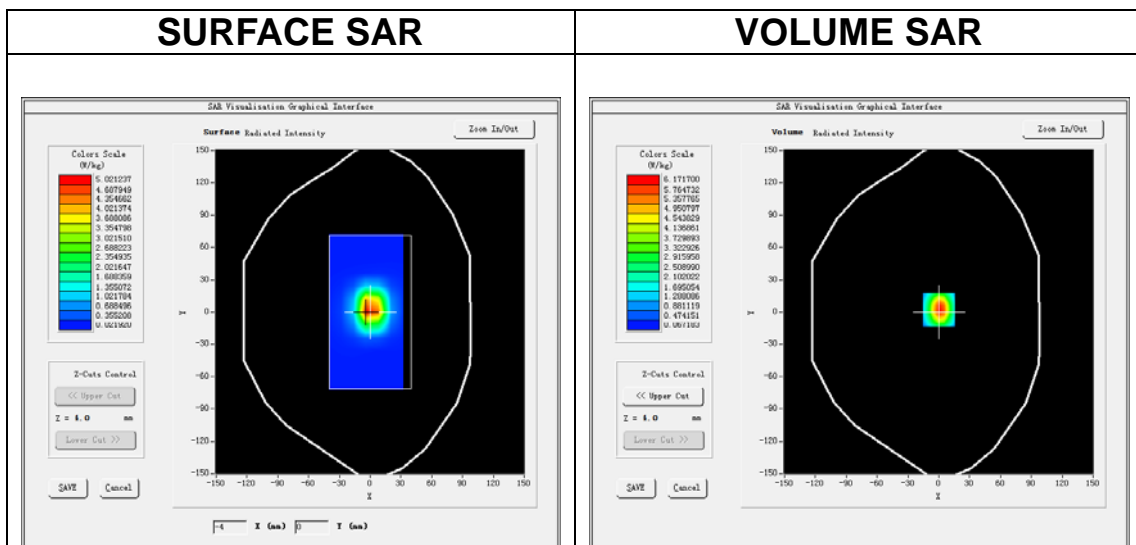 SURFACE SAR
VOLUME SAR
SAR Visualisation Graphical Interface
Surface Radiated Intensity
Zoom In/Out
Colors Scale
(W/kg)
5.021237
4.687949
4.354662
4.021374
3.688086
3.354798
3.021510
2.688223
2.354935
2.021647
1.688359
1.355072
1.021784
0.688496
0.355208
0.021920
150
120
90
60
30
0
-30
-60
-90
-120
-150
Y
-150 -120 -90 -60 -30 0 30 60 90 120 150
X
Z-Cuts Control
<< Upper Cut
Z = 4.0 mm
Lower Cut >>
SAVE
Cancel
-4 X (mm) 0 Y (mm)
SAR Visualisation Graphical Interface
Volume Radiated Intensity
Zoom In/Out
Colors Scale
(W/kg)
6.171700
5.764732
5.357765
4.950797
4.543829
4.136861
3.729893
3.322926
2.915958
2.508990
2.102022
1.695054
1.288086
0.881119
0.474151
0.067183
150
120
90
60
30
0
-30
-60
-90
-120
-150
Y
-150 -120 -90 -60 -30 0 30 60 90 120 150
X
Z-Cuts Control
<< Upper Cut
Z = 4.0 mm
Lower Cut >>
SAVE
Cancel